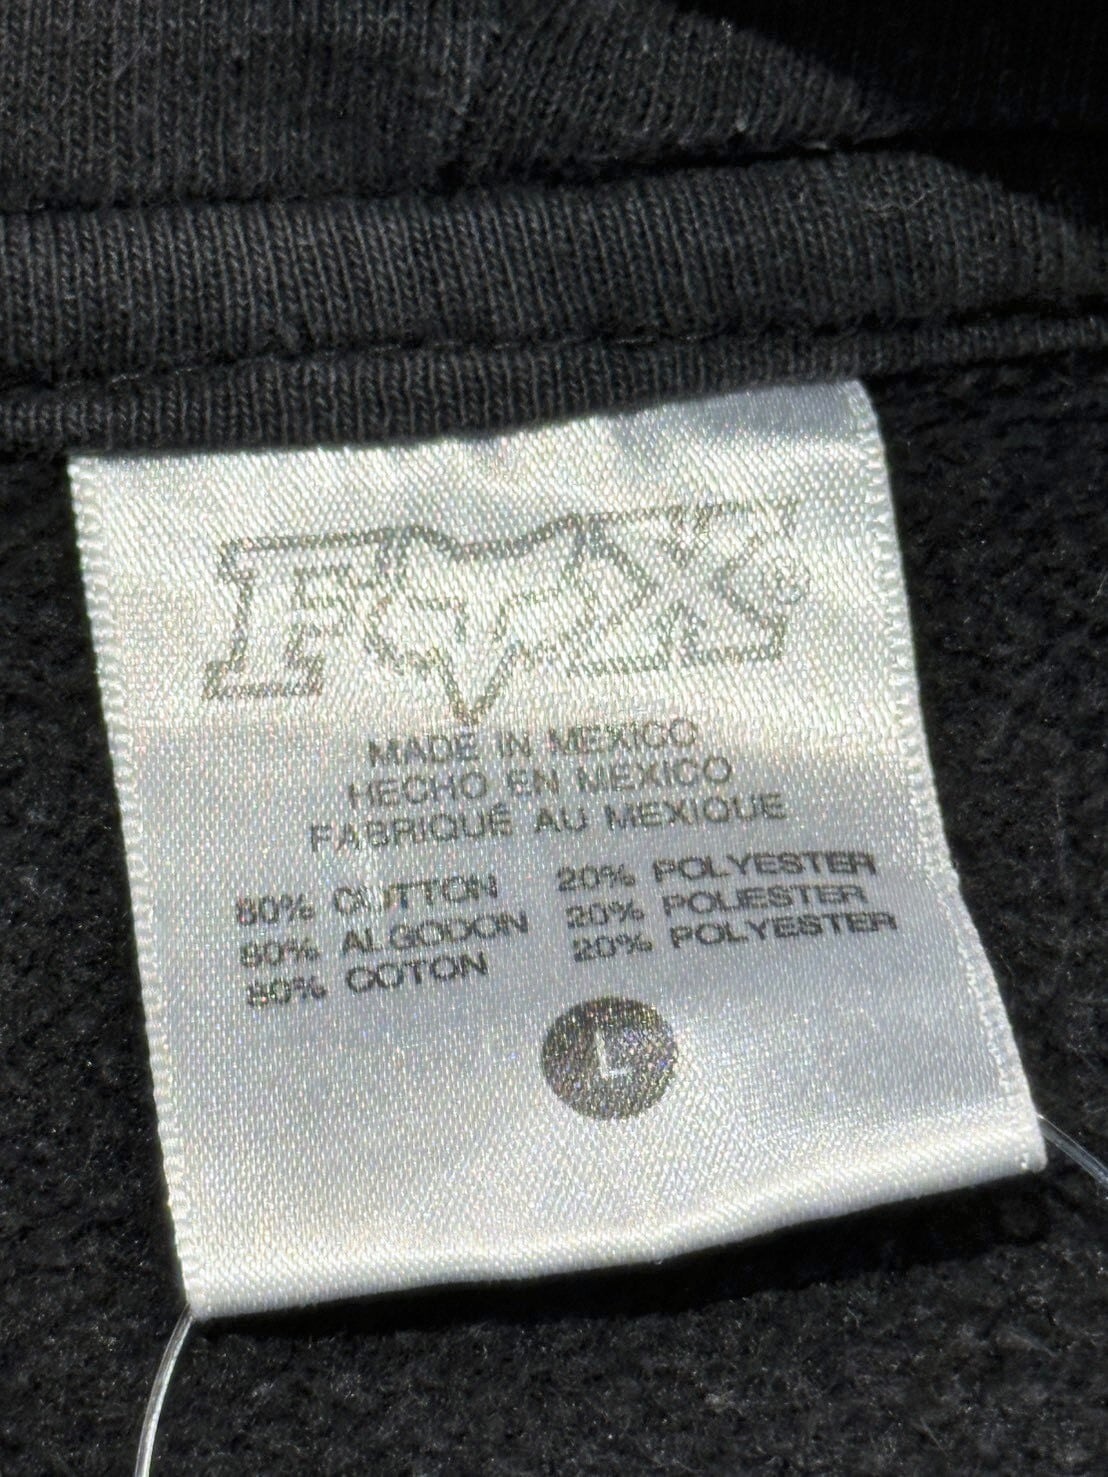 FOX®
MADE IN MEXICO
HECHO EN MEXICO
FABRIQUÉ AU MEXIQUE
80% COTTON 20% POLYESTER
80% ALGODON 20% POLIESTER
80% COTON 20% POLYESTER
L